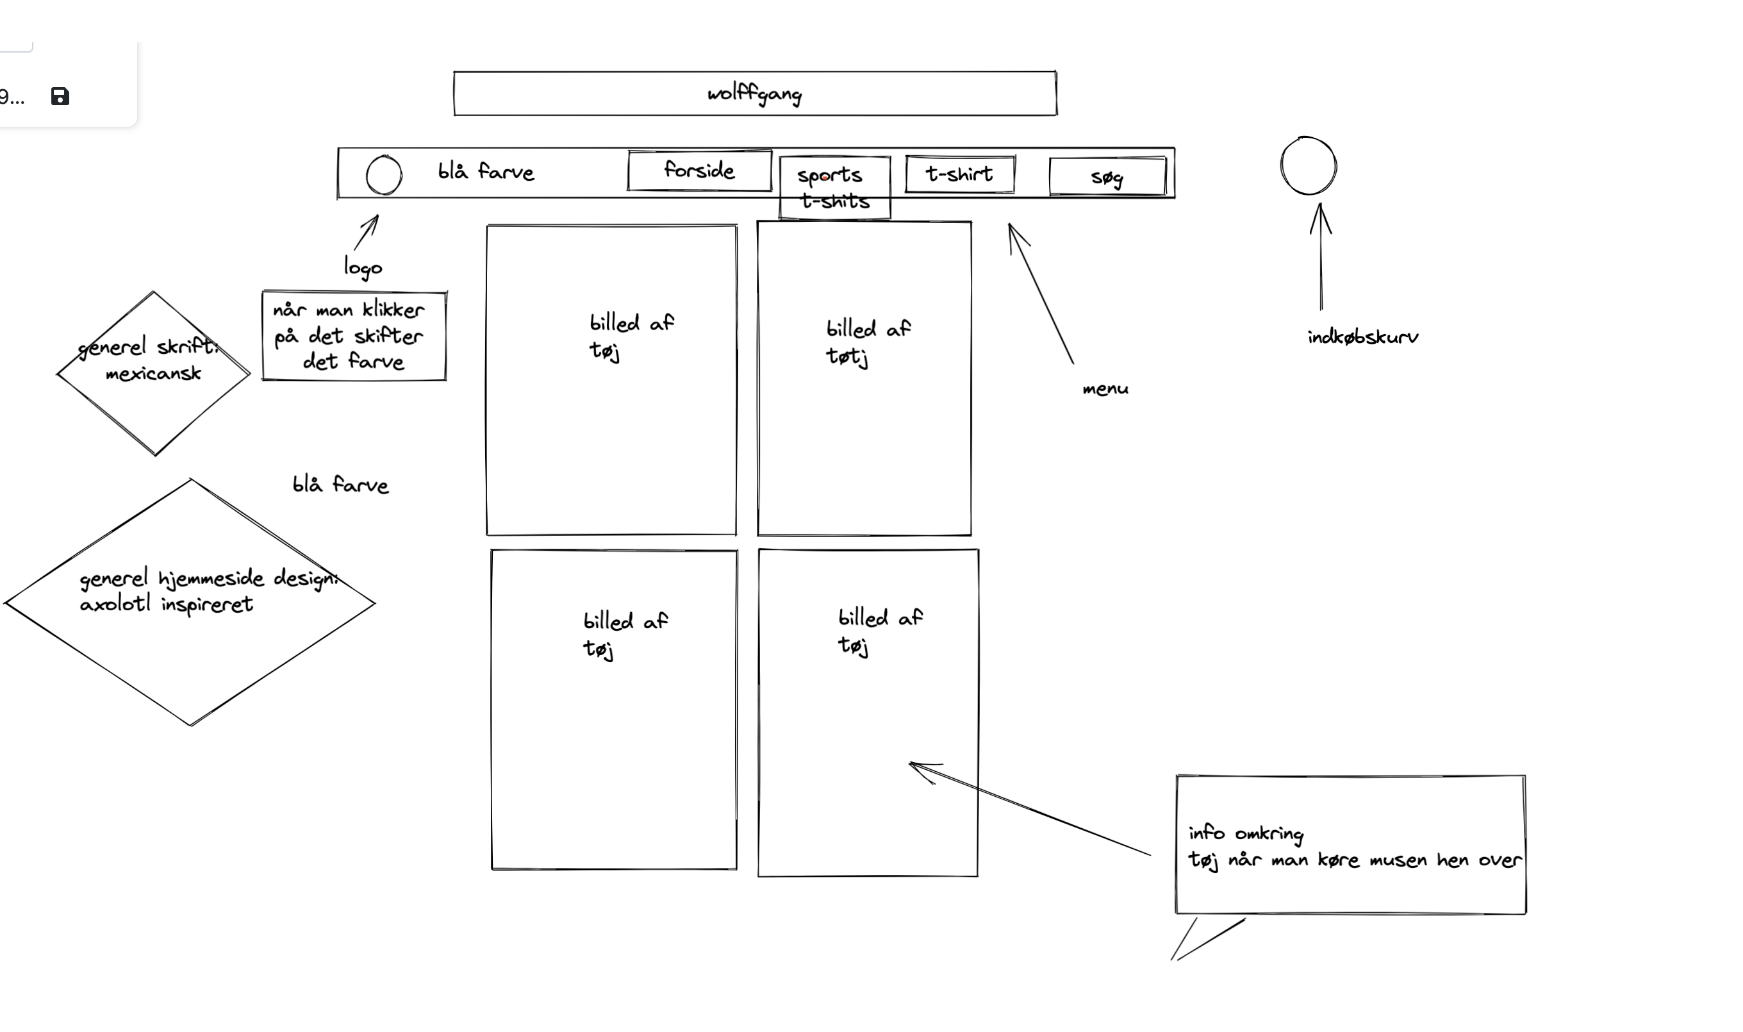 9...
wolffgang
blå farve
forside
sports
t-shits
t-shirt
søg
logo
når man klikker
på det skifter
det farve
generel skrift:
mexicansk
billed af
tøj
billed af
tøtj
menu
indkøbskurv
blå farve
generel hjemmeside design:
axolotl inspireret
billed af
tøj
billed af
tøj
info omkring
tøj når man køre musen hen over